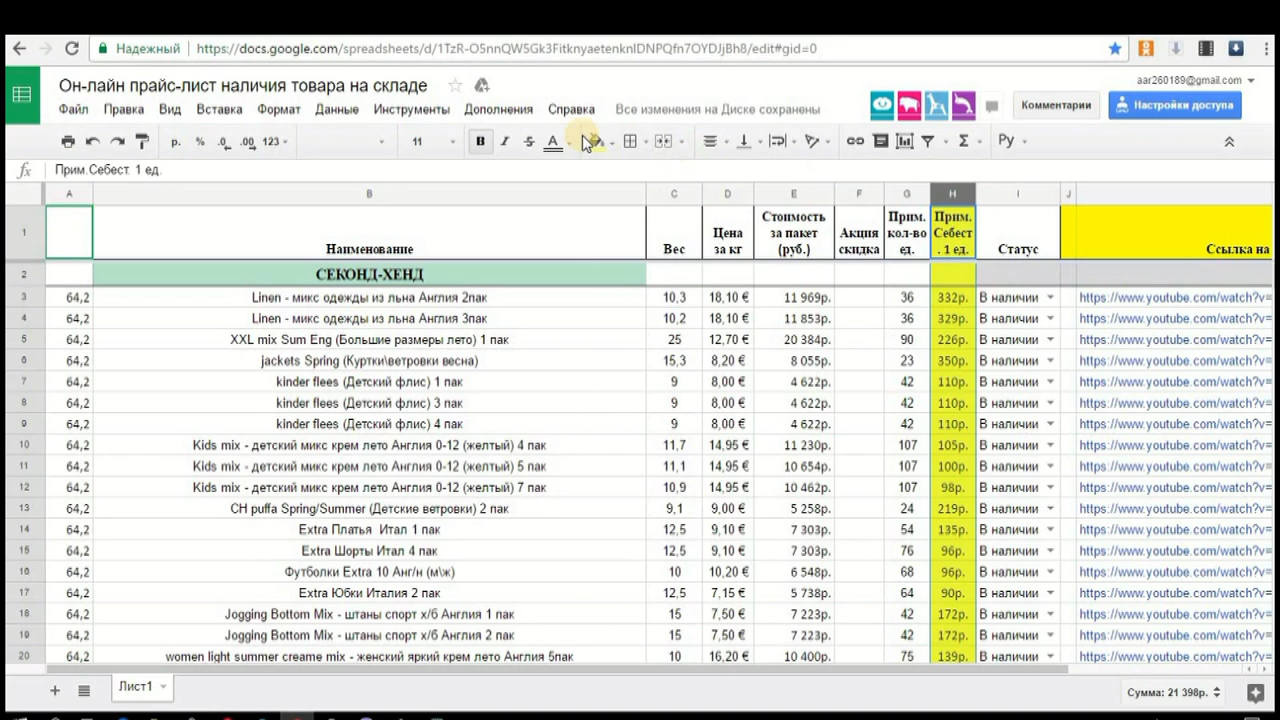 Надежный https://docs.google.com/spreadsheets/d/1TzR-O5nnQW5Gk3FitknyaetenknIDNPQfn7OYDJjBh8/edit#gid=0
Он-лайн прайс-лист наличия товара на складе
aar260189@gmail.com
Файл Правка Вид Вставка Формат Данные Инструменты Дополнения Справка Все изменения на Диске сохранены
Комментарии Настройки доступа
р. % .0 .00 123 11 B I S A Σ Ру
fx Прим.Себест. 1 ед.
A B C D E F G H I J
1 Наименование Вес Цена за кг Стоимость за пакет (руб.) Акция скидка Прим. кол-во ед. Прим. Себест. 1 ед. Статус Ссылка на
2 СЕКОНД-ХЕНД
3 64,2 Linen - микс одежды из льна Англия 2пак 10,3 18,10 € 11 969р. 36 332р. В наличии https://www.youtube.com/watch?v=
4 64,2 Linen - микс одежды из льна Англия 3пак 10,2 18,10 € 11 853р. 36 329р. В наличии https://www.youtube.com/watch?v=
5 64,2 XXL mix Sum Eng (Большие размеры лето) 1 пак 25 12,70 € 20 384р. 90 226р. В наличии https://www.youtube.com/watch?v=
6 64,2 jackets Spring (Куртки\ветровки весна) 15,3 8,20 € 8 055р. 23 350р. В наличии https://www.youtube.com/watch?v=
7 64,2 kinder flees (Детский флис) 1 пак 9 8,00 € 4 622р. 42 110р. В наличии https://www.youtube.com/watch?v=
8 64,2 kinder flees (Детский флис) 3 пак 9 8,00 € 4 622р. 42 110р. В наличии https://www.youtube.com/watch?v=
9 64,2 kinder flees (Детский флис) 4 пак 9 8,00 € 4 622р. 42 110р. В наличии https://www.youtube.com/watch?v=
10 64,2 Kids mix - детский микс крем лето Англия 0-12 (желтый) 4 пак 11,7 14,95 € 11 230р. 107 105р. В наличии https://www.youtube.com/watch?v=
11 64,2 Kids mix - детский микс крем лето Англия 0-12 (желтый) 5 пак 11,1 14,95 € 10 654р. 107 100р. В наличии https://www.youtube.com/watch?v=
12 64,2 Kids mix - детский микс крем лето Англия 0-12 (желтый) 7 пак 10,9 14,95 € 10 462р. 107 98р. В наличии https://www.youtube.com/watch?v=
13 64,2 CH puffa Spring/Summer (Детские ветровки) 2 пак 9,1 9,00 € 5 258р. 24 219р. В наличии https://www.youtube.com/watch?v=
14 64,2 Extra Платья Итал 1 пак 12,5 9,10 € 7 303р. 54 135р. В наличии https://www.youtube.com/watch?v=
15 64,2 Extra Шорты Итал 4 пак 12,5 9,10 € 7 303р. 76 96р. В наличии https://www.youtube.com/watch?v=
16 64,2 Футболки Extra 10 Анг/н (м\ж) 10 10,20 € 6 548р. 68 96р. В наличии https://www.youtube.com/watch?v=
17 64,2 Extra Юбки Италия 2 пак 12,5 7,15 € 5 738р. 64 90р. В наличии https://www.youtube.com/watch?v=
18 64,2 Jogging Bottom Mix - штаны спорт х/б Англия 1 пак 15 7,50 € 7 223р. 42 172р. В наличии https://www.youtube.com/watch?v=
19 64,2 Jogging Bottom Mix - штаны спорт х/б Англия 2 пак 15 7,50 € 7 223р. 42 172р. В наличии https://www.youtube.com/watch?v=
20 64,2 women light summer creame mix - женский яркий крем лето Англия 5пак 10 16,20 € 10 400р. 75 139р. В наличии https://www.youtube.com/watch?v=
Лист1 Сумма: 21 398р.